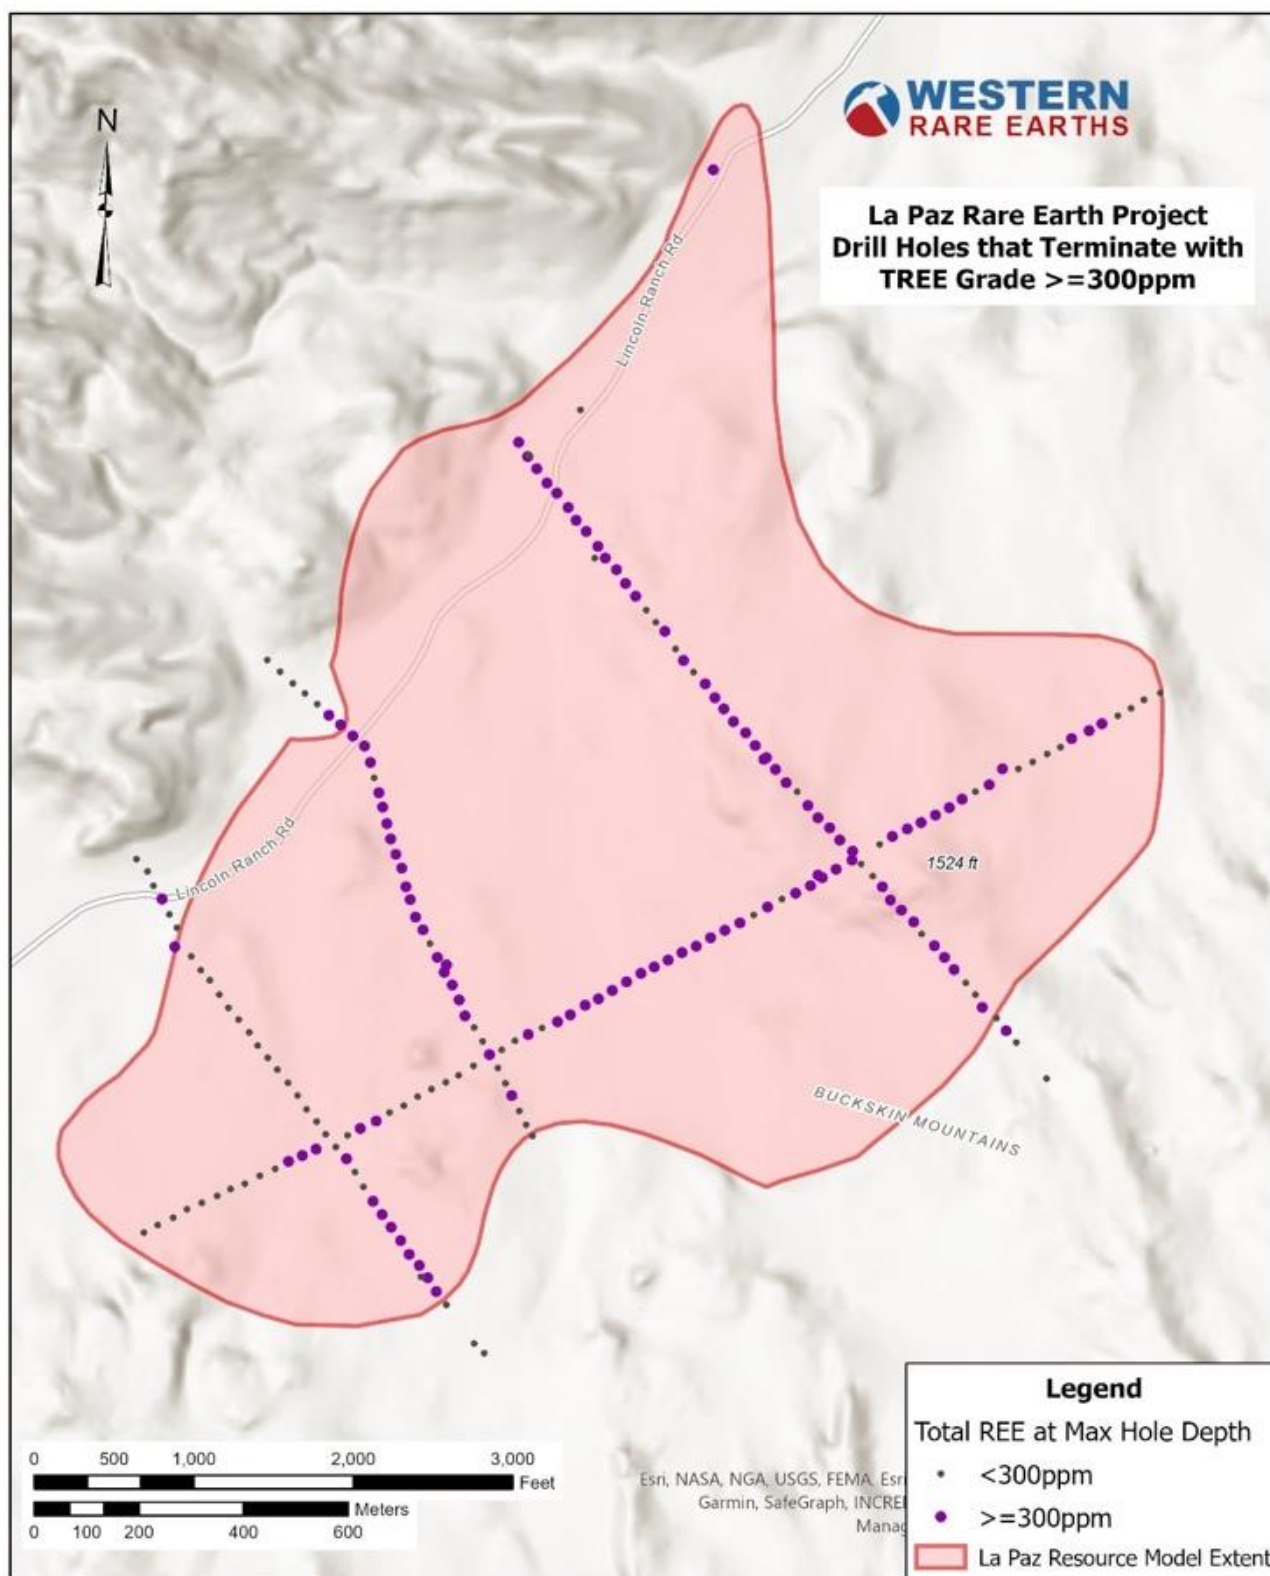 N
WESTERN
RARE EARTHS
La Paz Rare Earth Project
Drill Holes that Terminate with
TREE Grade >=300ppm
Lincoln Ranch Rd
1524 ft
Lincoln Ranch Rd
BUCKSKIN MOUNTAINS
0 500 1,000 2,000 3,000
Feet
Meters
0 100 200 400 600
Esri, NASA, NGA, USGS, FEMA, Esri
Garmin, SafeGraph,
Legend
Total REE at Max Hole Depth
<300ppm
>=300ppm
La Paz Resource Model Extent